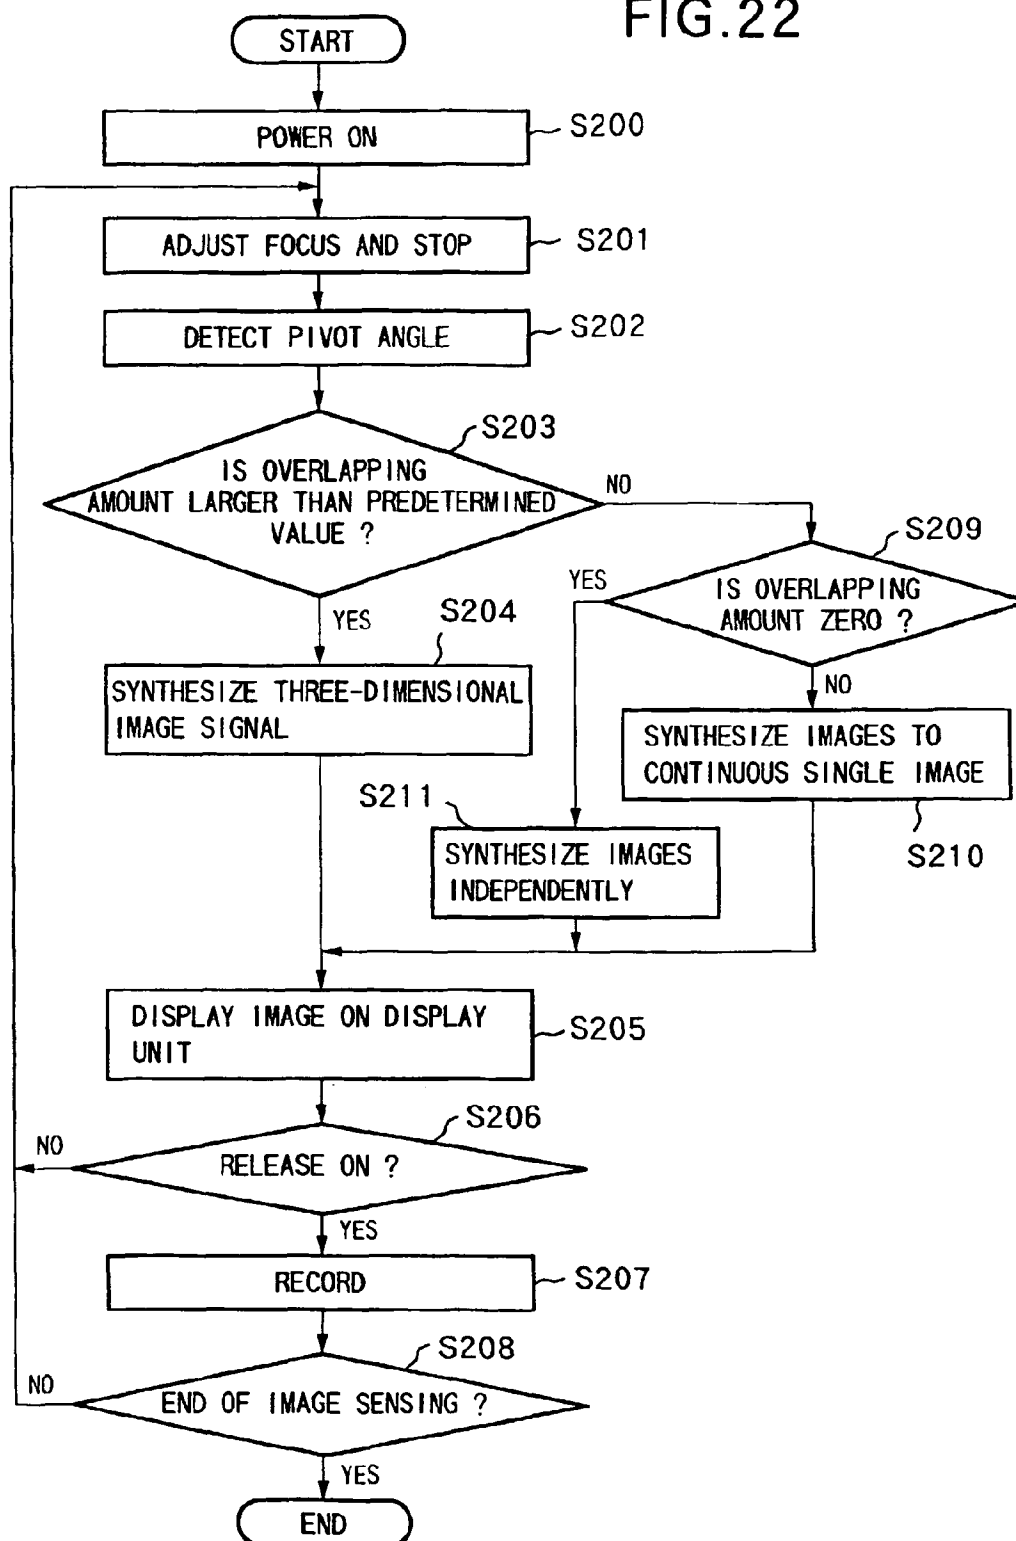 FIG.22
START
POWER ON
S200
ADJUST FOCUS AND STOP
S201
DETECT PIVOT ANGLE
S202
S203
IS OVERLAPPING
AMOUNT LARGER THAN PREDETERMINED
VALUE ?
NO
YES
S209
IS OVERLAPPING
AMOUNT ZERO ?
YES
NO
S204
SYNTHESIZE THREE-DIMENSIONAL
IMAGE SIGNAL
SYNTHESIZE IMAGES TO
CONTINUOUS SINGLE IMAGE
S210
S211
SYNTHESIZE IMAGES
INDEPENDENTLY
DISPLAY IMAGE ON DISPLAY
UNIT
S205
S206
RELEASE ON ?
NO
YES
RECORD
S207
S208
END OF IMAGE SENSING ?
NO
YES
END